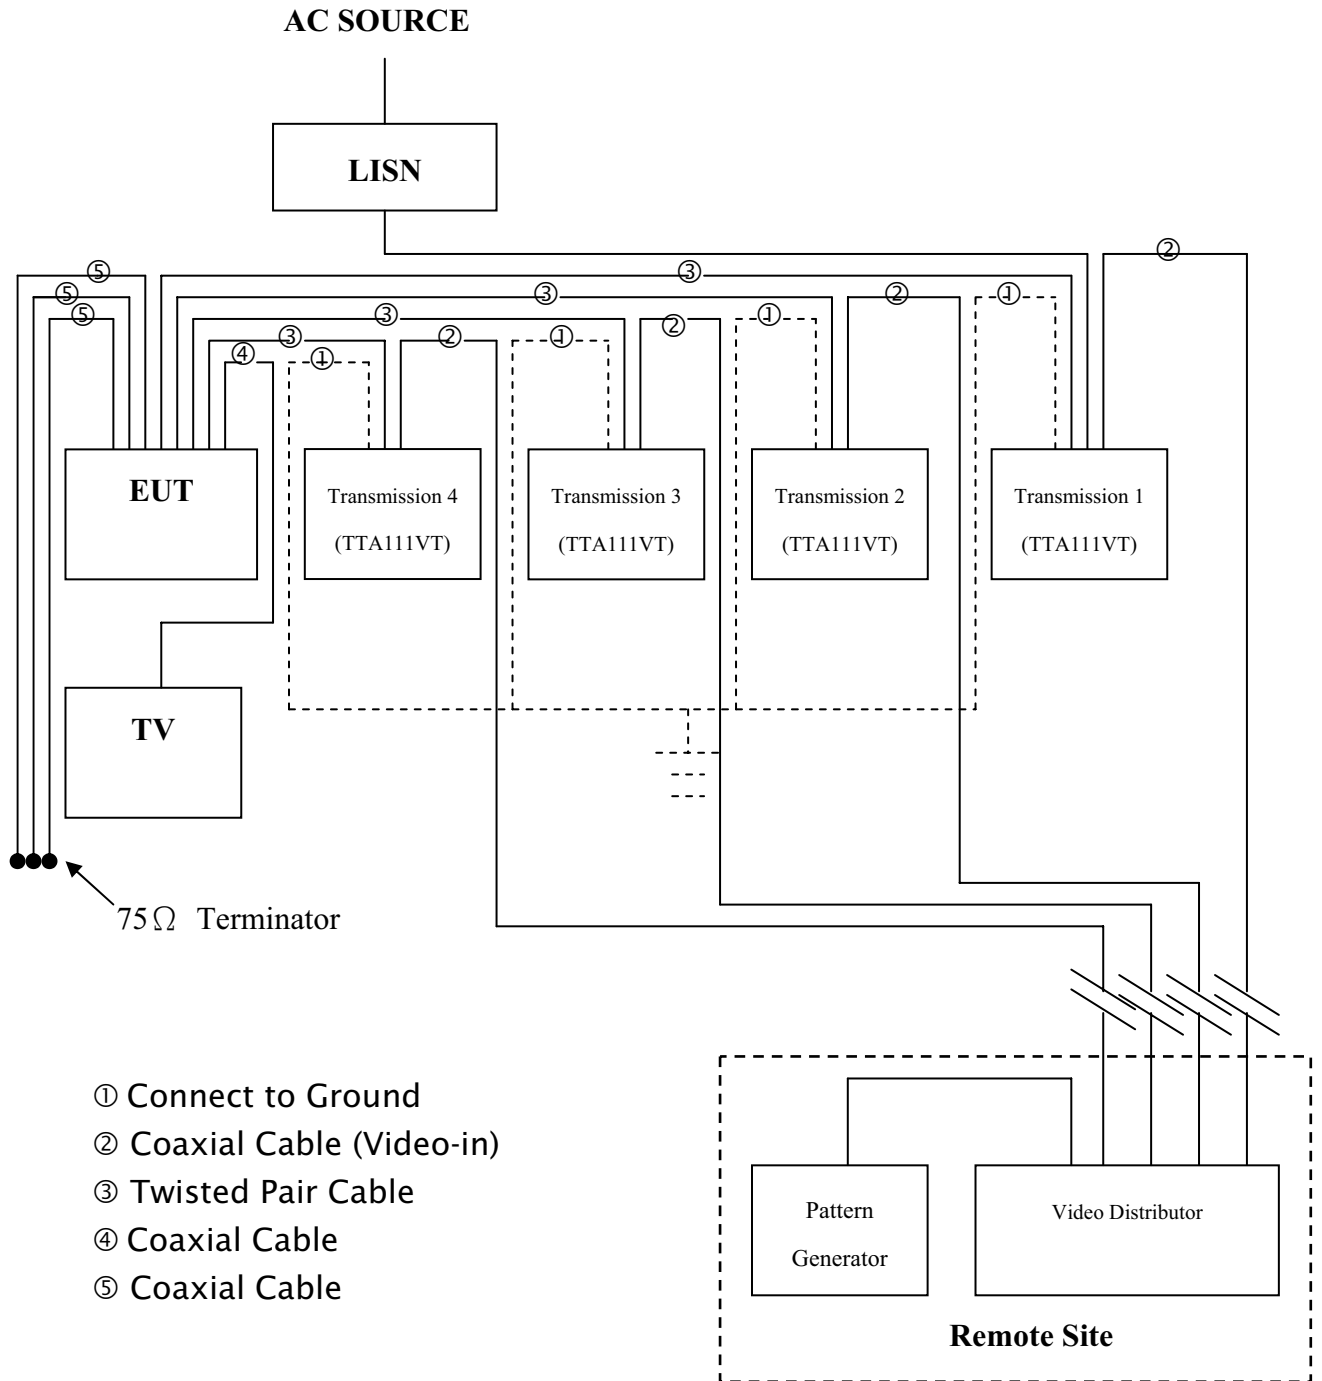 AC SOURCE
LISN
②
⑤ ③
⑤ ③ ② ①
⑤ ③ ② ①
③ ② ①
④ ①
EUT
Transmission 4
(TTA111VT)
Transmission 3
(TTA111VT)
Transmission 2
(TTA111VT)
Transmission 1
(TTA111VT)
TV
75Ω Terminator
① Connect to Ground
② Coaxial Cable (Video-in)
③ Twisted Pair Cable
④ Coaxial Cable
⑤ Coaxial Cable
Pattern
Generator
Video Distributor
Remote Site